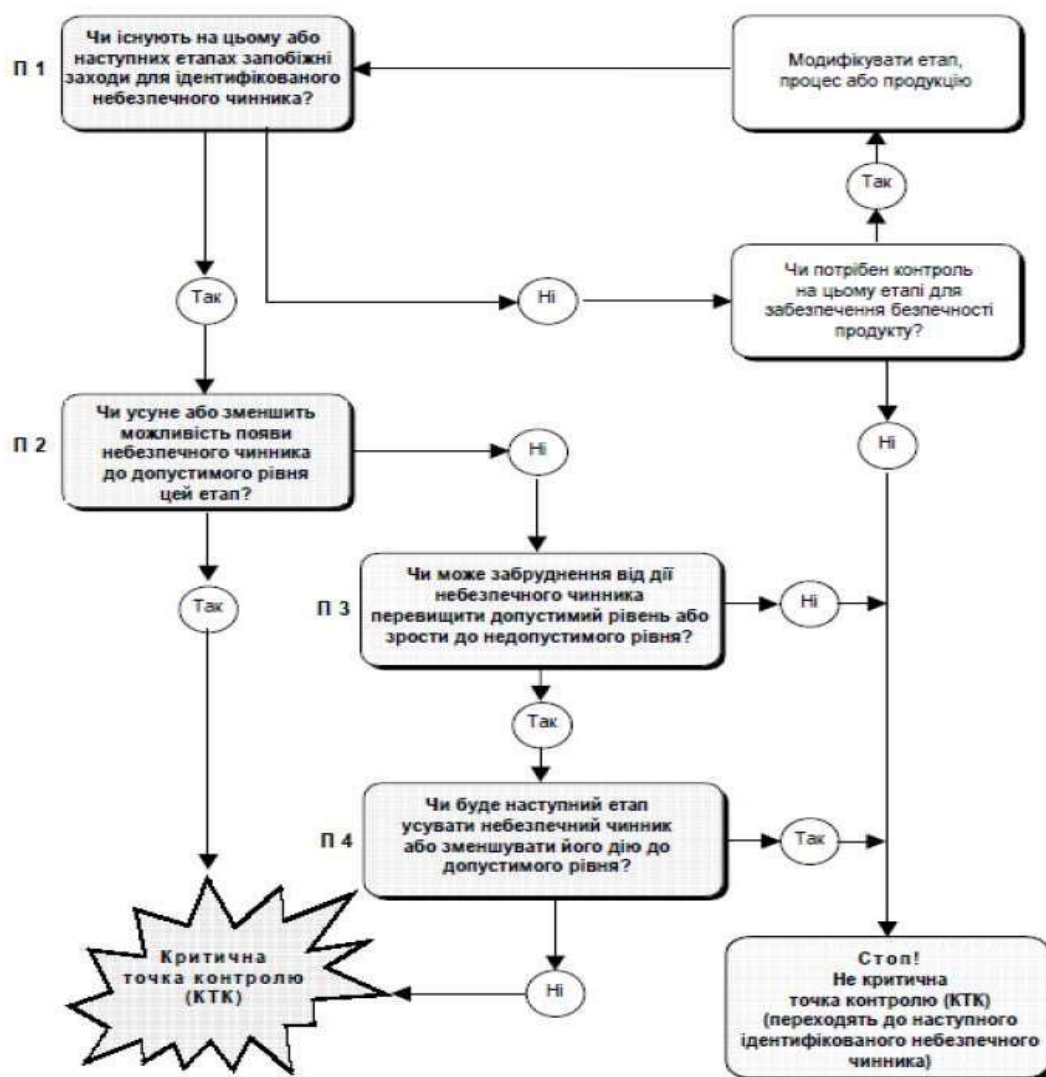 П 1
Чи існують на цьому або
наступних етапах запобіжні
заходи для ідентифікованого
небезпечного чинника?
Модифікувати етап,
процес або продукцію
Так
Чи потрібен контроль
на цьому етапі для
забезпечення безпечності
продукту?
Так
Ні
П 2
Чи усуне або зменшить
можливість появи
небезпечного чинника
до допустимого рівня
цей етап?
Ні
Ні
Так
П 3
Чи може забруднення від дії
небезпечного чинника
перевищити допустимий рівень або
зрости до недопустимого рівня?
Ні
Так
П 4
Чи буде наступний етап
усувати небезпечний чинник
або зменшувати його дію до
допустимого рівня?
Так
Ні
Критична
точка контролю
(КТК)
Стоп!
Не критична
точка контролю (КТК)
(переходять до наступного
ідентифікованого небезпечного
чинника)